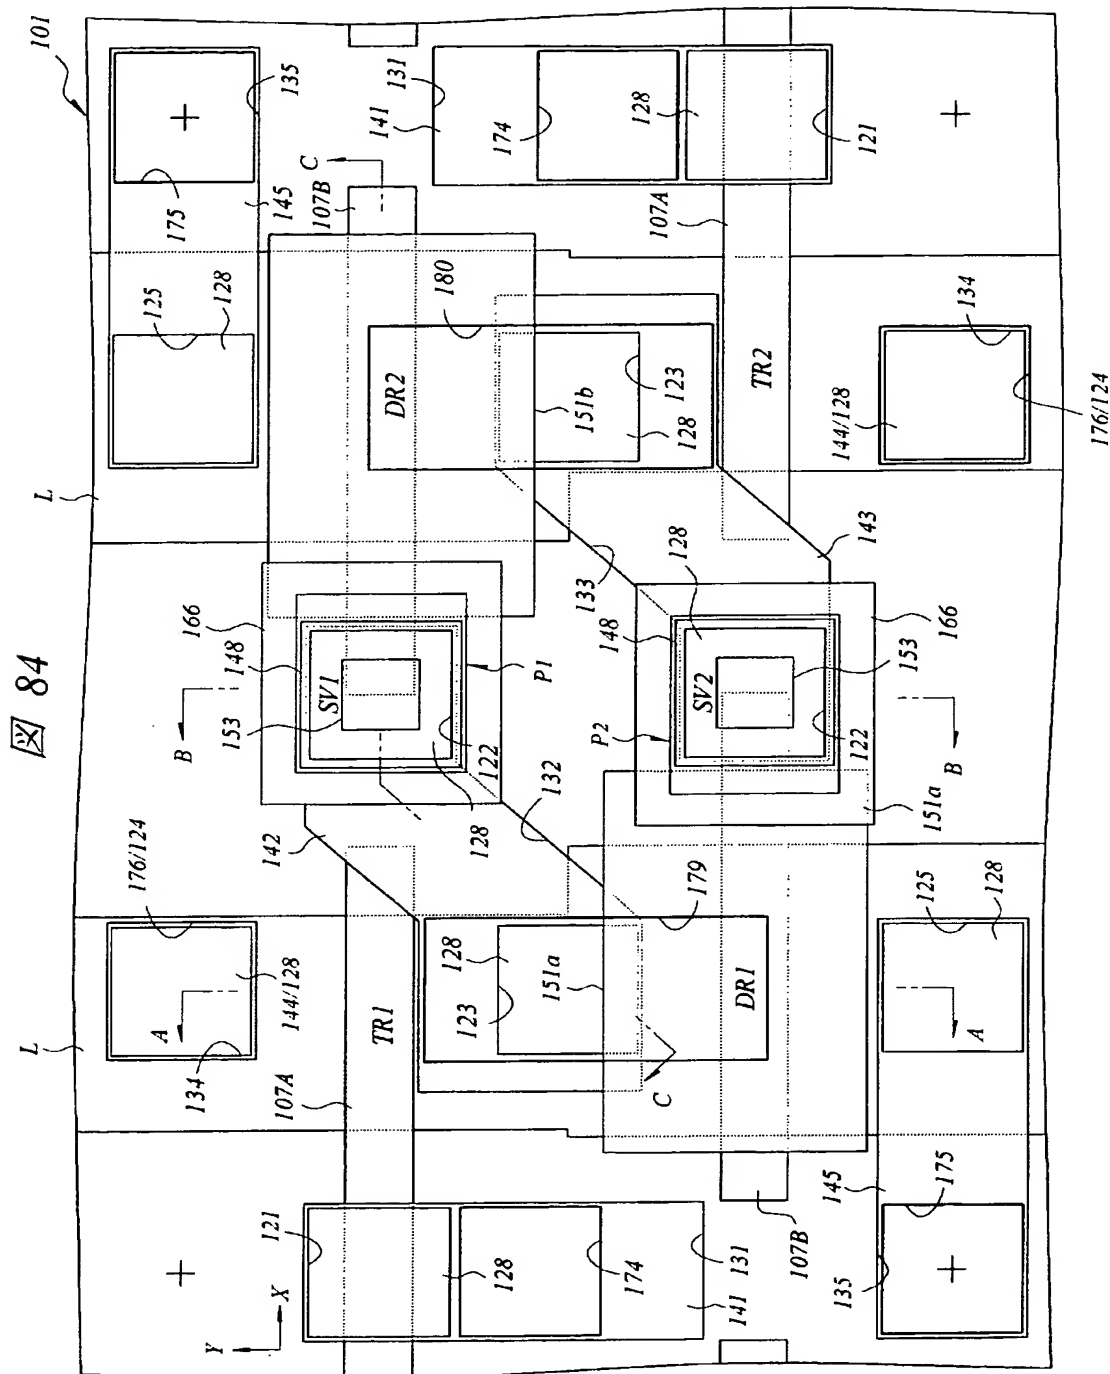 図 84
101
L
125
128
175
135
145
C
107B
131
141
174
128
121
107A
180
DR2
151b
123
128
TR2
134
144/128
176/124
166
148
SV1
153
P1
B
122
128
132
142
133
143
128
148
166
SV2
153
P2
122
B
151a
L
176/124
144/128
A
134
TR1
107A
128
123
151a
179
DR1
C
125
128
A
121
128
174
131
141
107B
145
175
135
Y
X